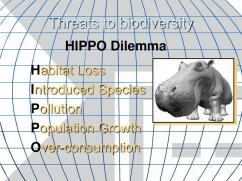 Threats to biodiversity
HIPPO Dilemma
Habitat Loss
Introduced Species
Pollution
Population Growth
Over-consumption